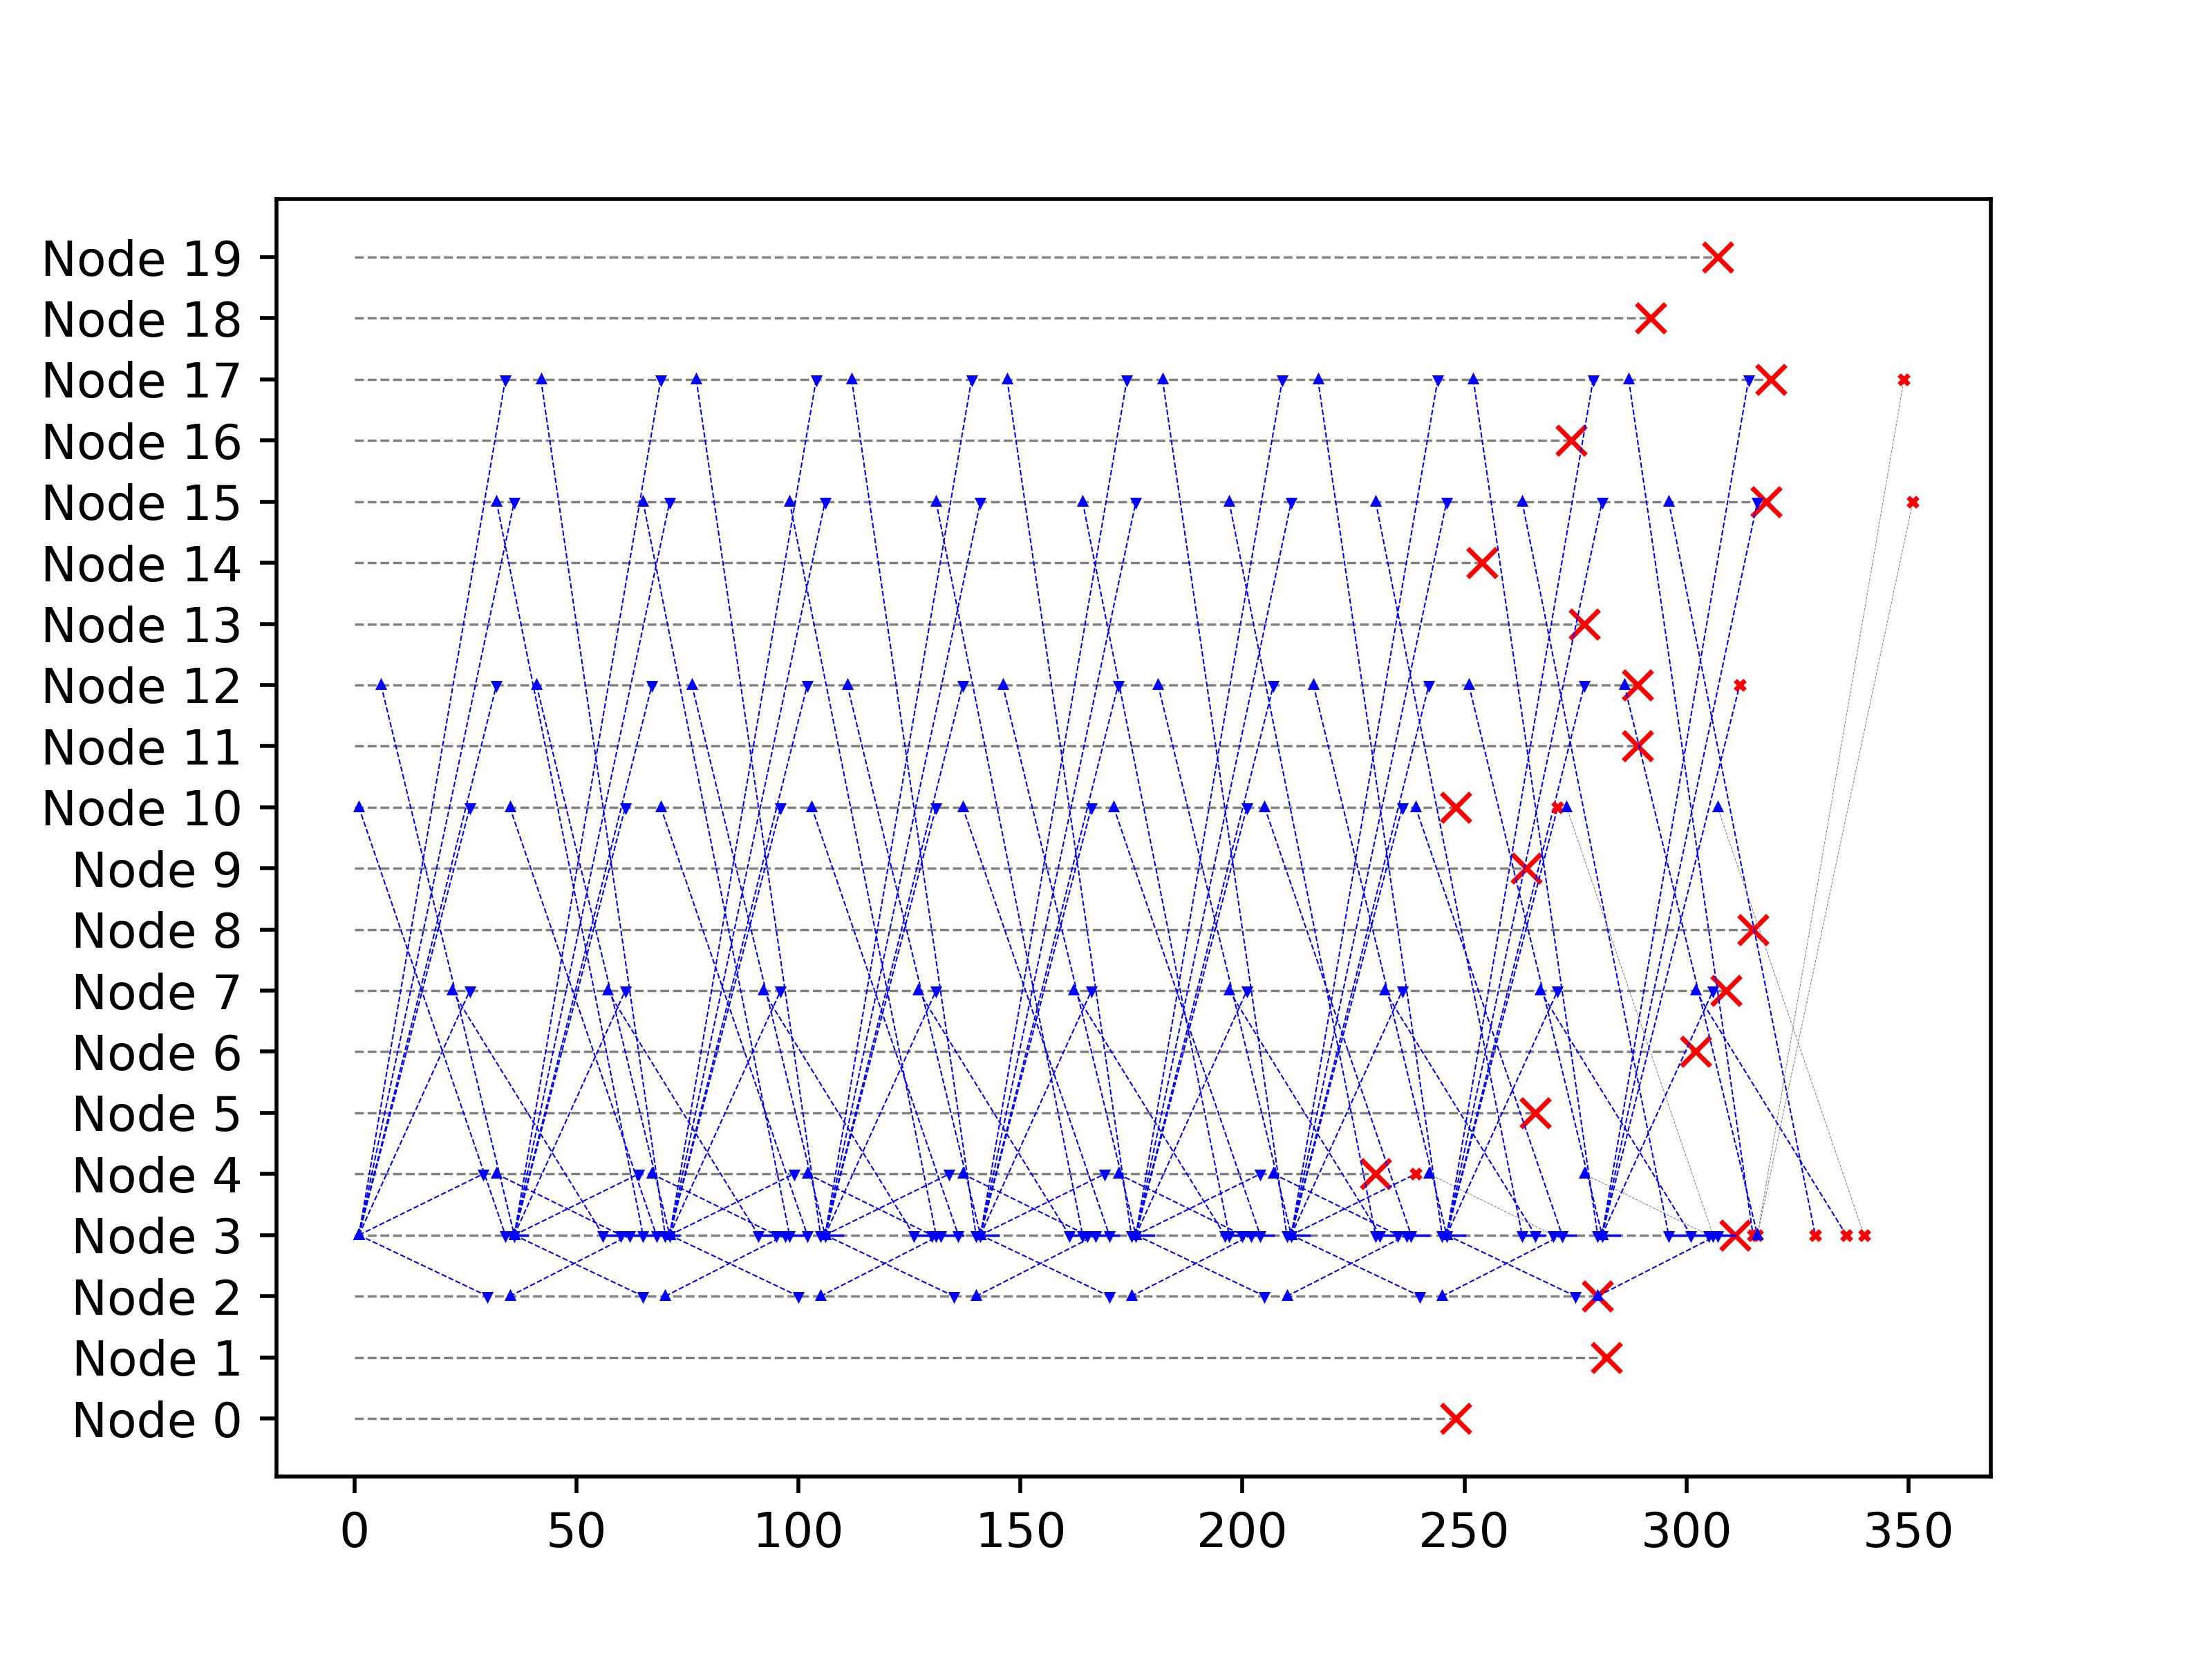 Node 19
Node 18
Node 17
Node 16
Node 15
Node 14
Node 13
Node 12
Node 11
Node 10
Node 9
Node 8
Node 7
Node 6
Node 5
Node 4
Node 3
Node 2
Node 1
Node 0
0 50 100 150 200 250 300 350